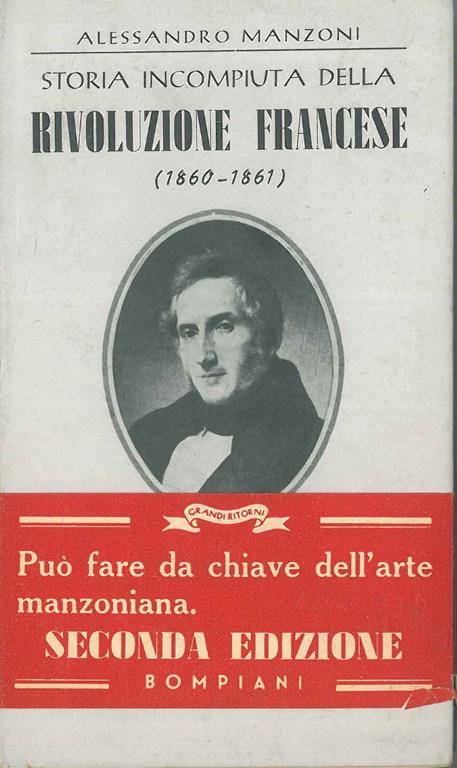 ALESSANDRO MANZONI
STORIA INCOMPIUTA DELLA
RIVOLUZIONE FRANCESE
(1860-1861)
GRANDI RITORNI
Può fare da chiave dell'arte
manzoniana.
SECONDA EDIZIONE
BOMPIANI